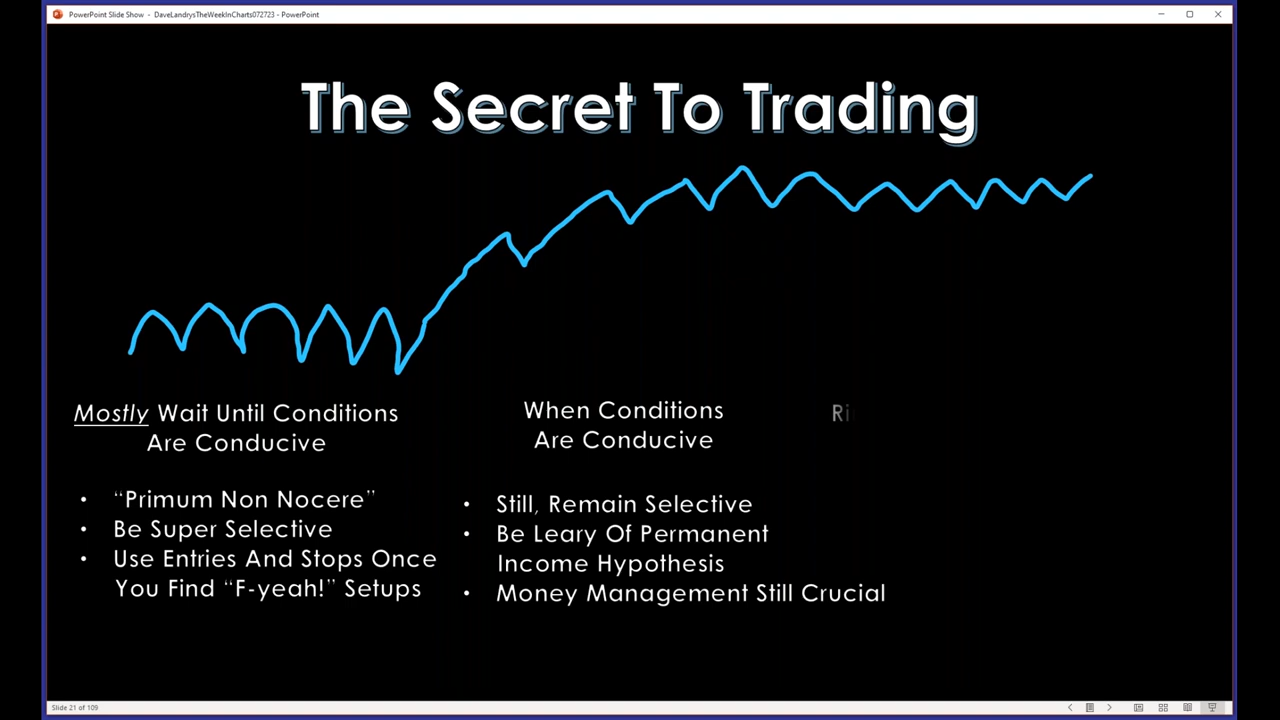 PowerPoint Slide Show - DaveLandrysTheWeekInCharts072723 - PowerPoint
The Secret To Trading
Mostly Wait Until Conditions
Are Conducive
• “Primum Non Nocere”
• Be Super Selective
• Use Entries And Stops Once
You Find “F-yeah!” Setups
When Conditions
Are Conducive
• Still, Remain Selective
• Be Leary Of Permanent
Income Hypothesis
• Money Management Still Crucial
Slide 21 of 109